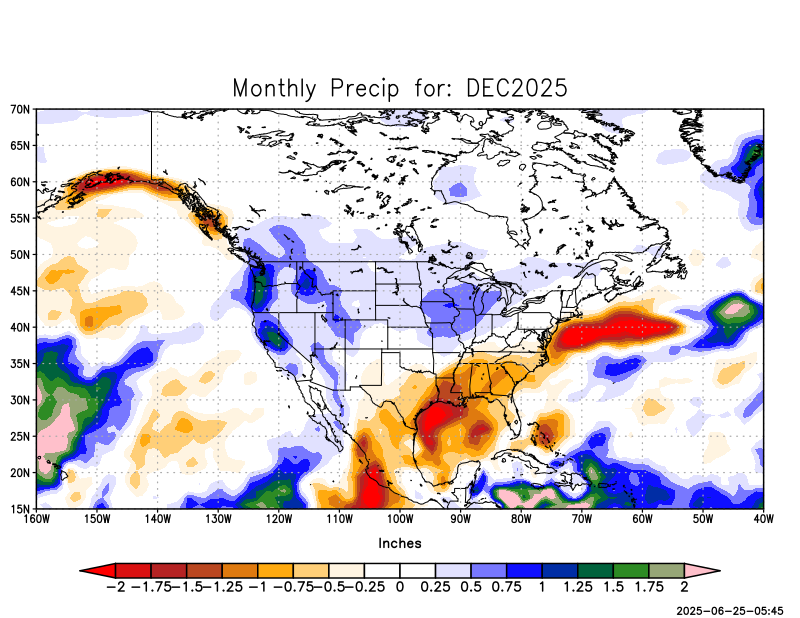 Monthly Precip for: DEC2025
70N
65N
60N
55N
50N
45N
40N
35N
30N
25N
20N
15N
160W 150W 140W 130W 120W 110W 100W 90W 80W 70W 60W 50W 40W
Inches
−2 −1.75 −1.5 −1.25 −1 −0.75 −0.5 −0.25 0 0.25 0.5 0.75 1 1.25 1.5 1.75 2
2025-06-25-05:45